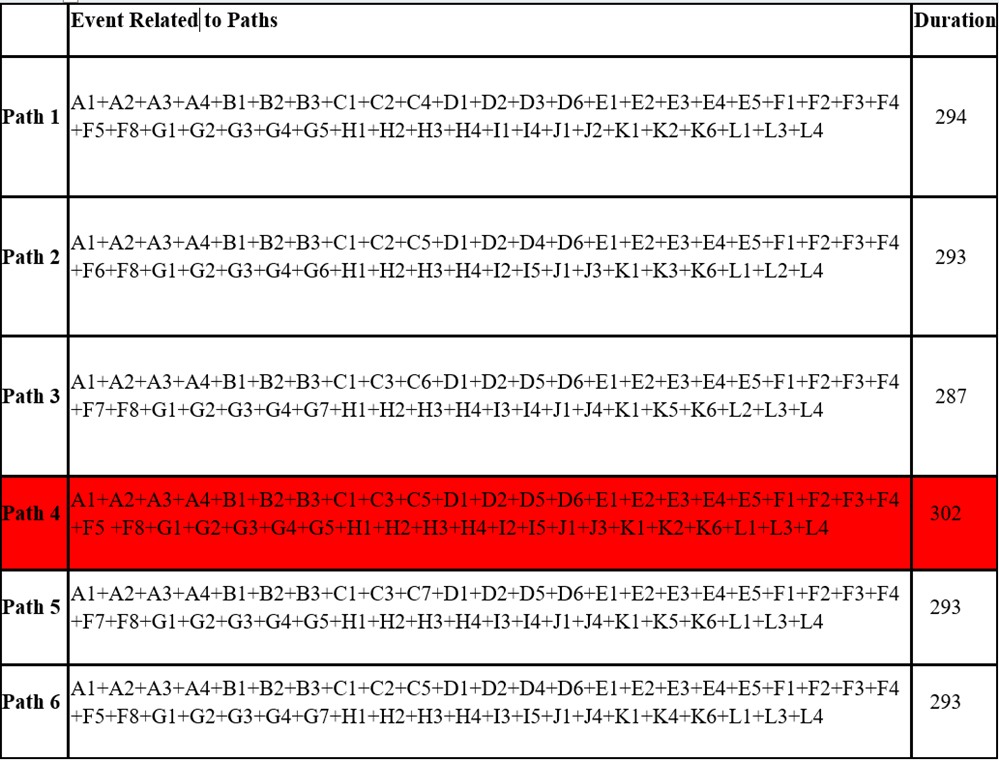 Event Related to Paths Duration
Path 1
A1+A2+A3+A4+B1+B2+B3+C1+C2+C4+D1+D2+D3+D6+E1+E2+E3+E4+E5+F1+F2+F3+F4
+F5+F8+G1+G2+G3+G4+G5+H1+H2+H3+H4+I1+I4+J1+J2+K1+K2+K6+L1+L3+L4
294
Path 2
A1+A2+A3+A4+B1+B2+B3+C1+C2+C5+D1+D2+D4+D6+E1+E2+E3+E4+E5+F1+F2+F3+F4
+F6+F8+G1+G2+G3+G4+G6+H1+H2+H3+H4+I2+I5+J1+J3+K1+K3+K6+L1+L2+L4
293
Path 3
A1+A2+A3+A4+B1+B2+B3+C1+C3+C6+D1+D2+D5+D6+E1+E2+E3+E4+E5+F1+F2+F3+F4
+F7+F8+G1+G2+G3+G4+G7+H1+H2+H3+H4+I3+I4+J1+J4+K1+K5+K6+L2+L3+L4
287
Path 4
A1+A2+A3+A4+B1+B2+B3+C1+C3+C5+D1+D2+D5+D6+E1+E2+E3+E4+E5+F1+F2+F3+F4
+F5 +F8+G1+G2+G3+G4+G5+H1+H2+H3+H4+I2+I5+J1+J3+K1+K2+K6+L1+L3+L4
302
Path 5
A1+A2+A3+A4+B1+B2+B3+C1+C3+C7+D1+D2+D5+D6+E1+E2+E3+E4+E5+F1+F2+F3+F4
+F7+F8+G1+G2+G3+G4+G5+H1+H2+H3+H4+I3+I4+J1+J4+K1+K5+K6+L1+L3+L4
293
Path 6
A1+A2+A3+A4+B1+B2+B3+C1+C2+C5+D1+D2+D4+D6+E1+E2+E3+E4+E5+F1+F2+F3+F4
+F5+F8+G1+G2+G3+G4+G7+H1+H2+H3+H4+I3+I5+J1+J4+K1+K4+K6+L1+L3+L4
293